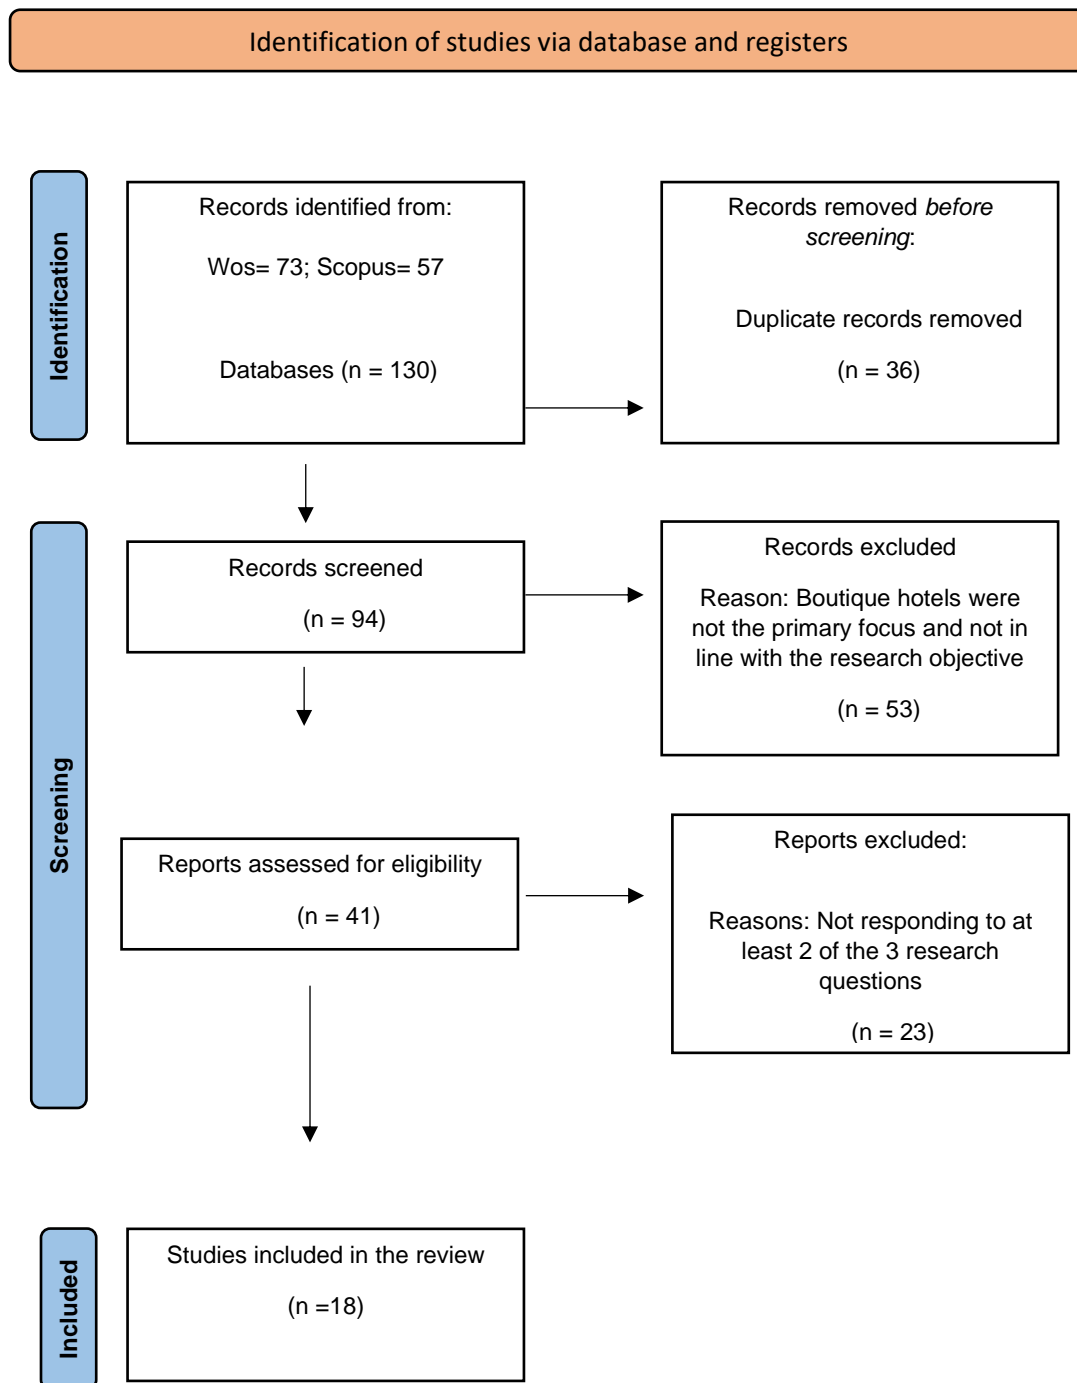 Identification of studies via database and registers
Identification
Records identified from:
Wos= 73; Scopus= 57
Databases (n = 130)
Records removed before
screening:
Duplicate records removed
(n = 36)
Screening
Records screened
(n = 94)
Records excluded
Reason: Boutique hotels were
not the primary focus and not in
line with the research objective
(n = 53)
Reports assessed for eligibility
(n = 41)
Reports excluded:
Reasons: Not responding to at
least 2 of the 3 research
questions
(n = 23)
Included
Studies included in the review
(n =18)